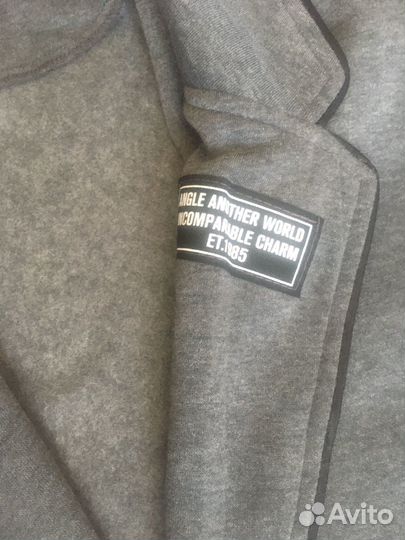 ANGLE ANOTHER WORLD
INCOMPARABLE CHARM
ET.1985
Avito